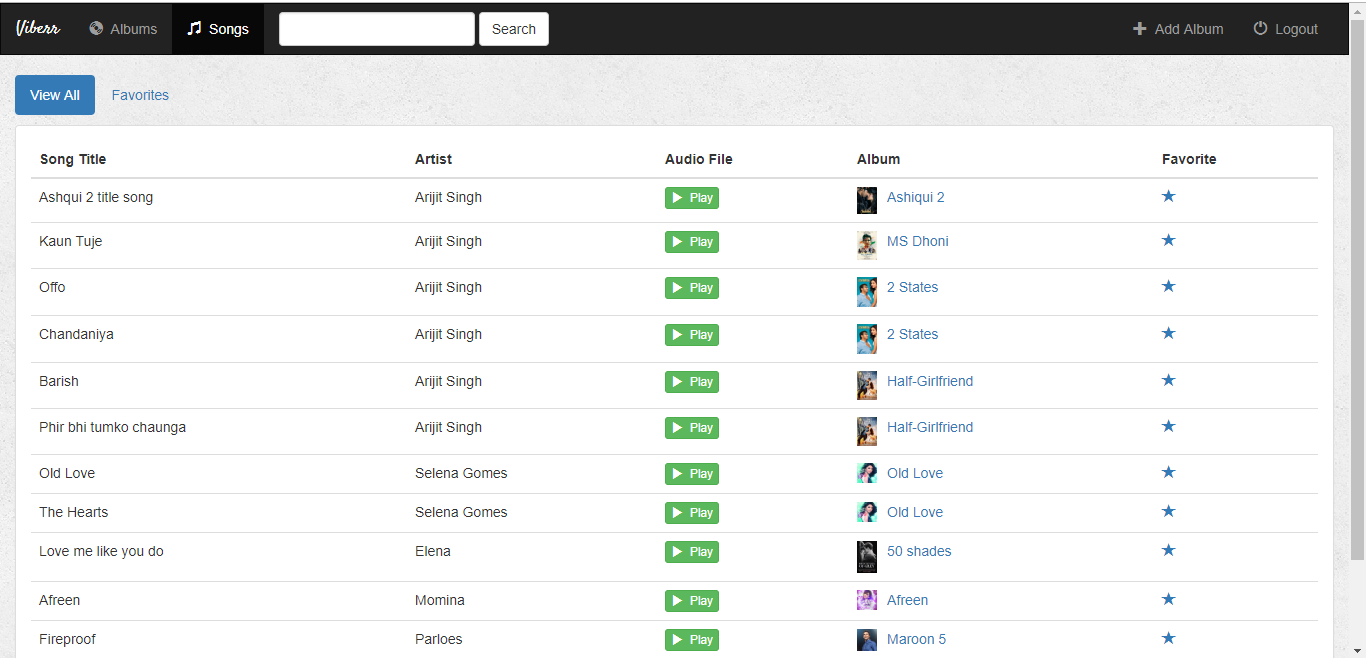 Viberr Albums Songs Search Add Album Logout
View All Favorites
Song Title Artist Audio File Album Favorite
Ashqui 2 title song Arijit Singh Play Ashiqui 2
Kaun Tuje Arijit Singh Play MS Dhoni
Offo Arijit Singh Play 2 States
Chandaniya Arijit Singh Play 2 States
Barish Arijit Singh Play Half-Girlfriend
Phir bhi tumko chaunga Arijit Singh Play Half-Girlfriend
Old Love Selena Gomes Play Old Love
The Hearts Selena Gomes Play Old Love
Love me like you do Elena Play 50 shades
Afreen Momina Play Afreen
Fireproof Parloes Play Maroon 5